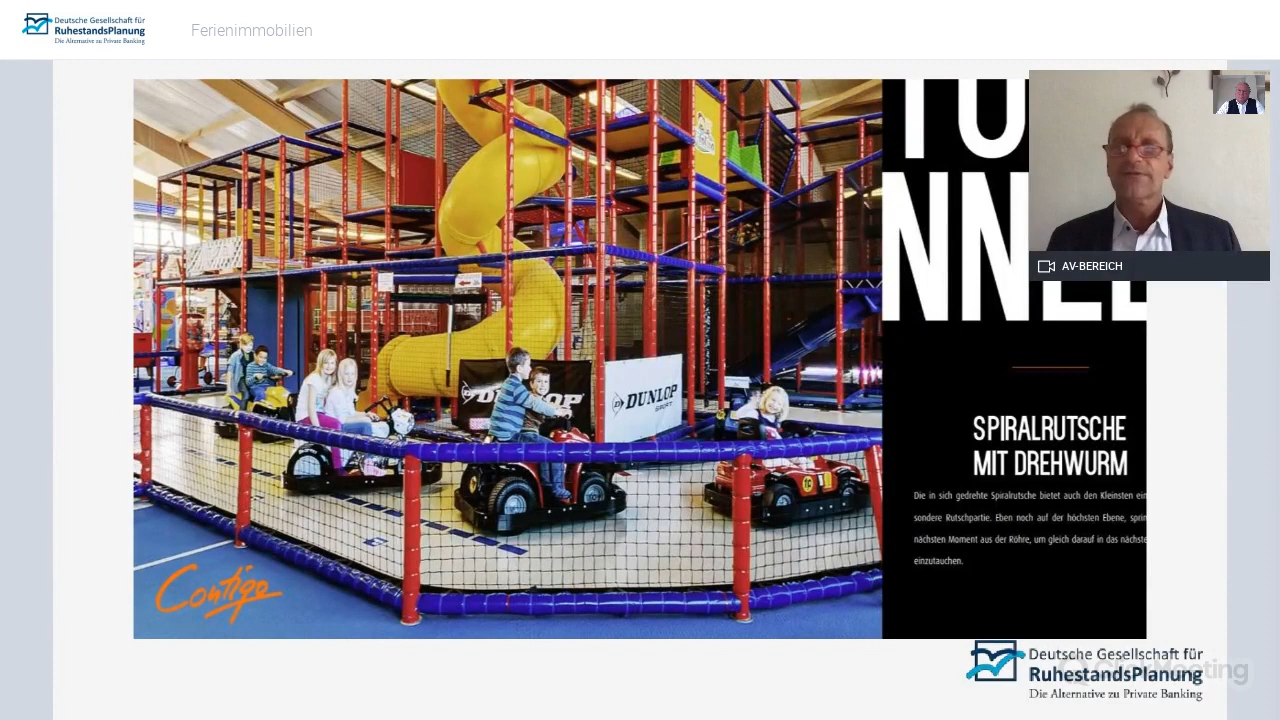 Deutsche Gesellschaft für
RuhestandsPlanung
Die Alternative zu Private Banking
Ferienimmobilien
AV-BEREICH
SPIRALRUTSCHE
MIT DREHWURM
Die in sich gedrehte Spiralrutsche bietet auch den Kleinsten ein
sondere Rutschpartie. Eben noch auf der höchsten Ebene, sprin
nächsten Moment aus der Röhre, um gleich darauf in das nächste
einzutauchen.
DUNLOP
SPORT
Contigo
Deutsche Gesellschaft für
RuhestandsPlanung
Die Alternative zu Private Banking
ClickMeeting